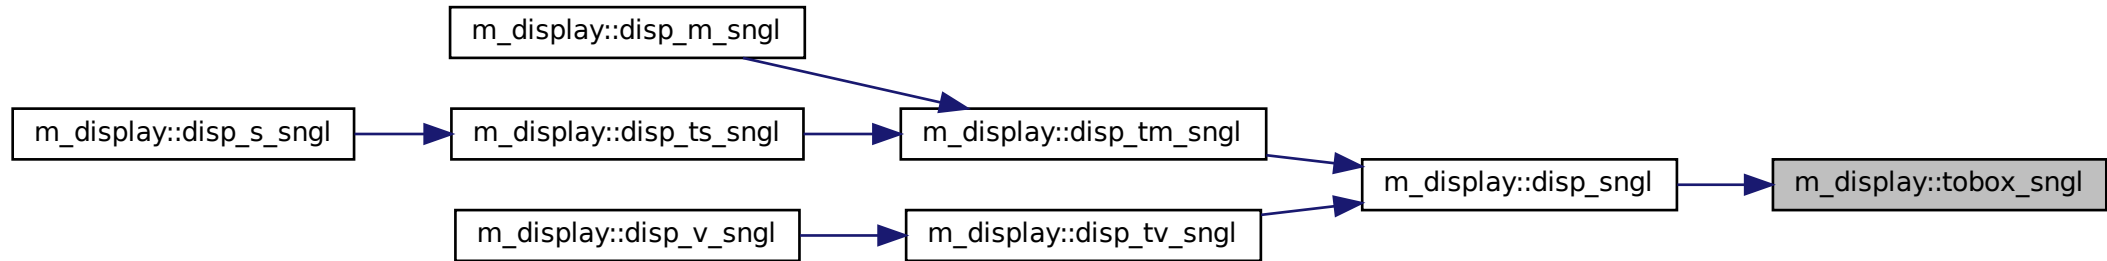 m_display::disp_m_sngl
m_display::disp_s_sngl
m_display::disp_ts_sngl
m_display::disp_tm_sngl
m_display::disp_sngl
m_display::tobox_sngl
m_display::disp_v_sngl
m_display::disp_tv_sngl